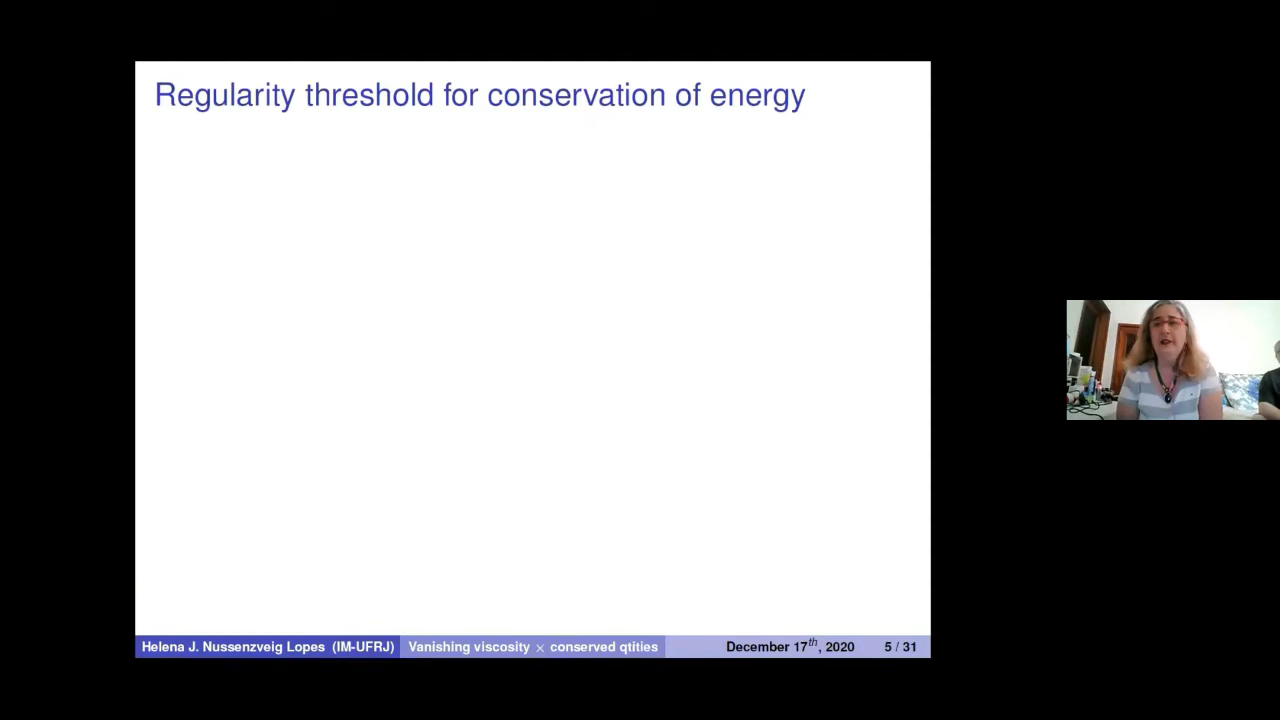 Regularity threshold for conservation of energy
Helena J. Nussenzveig Lopes (IM-UFRJ) Vanishing viscosity × conserved qtities December 17th, 2020 5 / 31